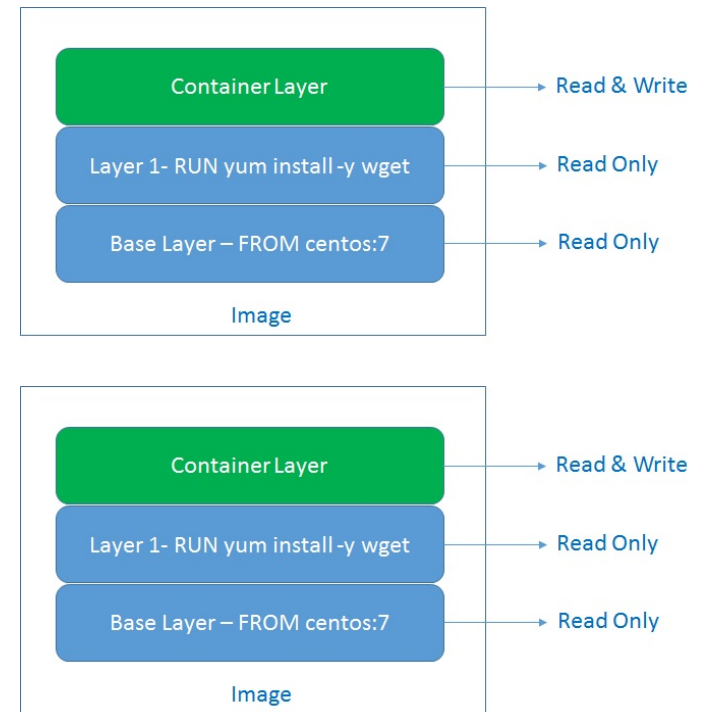 Container Layer
Read & Write
Layer 1- RUN yum install -y wget
Read Only
Base Layer – FROM centos:7
Read Only
Image
Container Layer
Read & Write
Layer 1- RUN yum install -y wget
Read Only
Base Layer – FROM centos:7
Read Only
Image